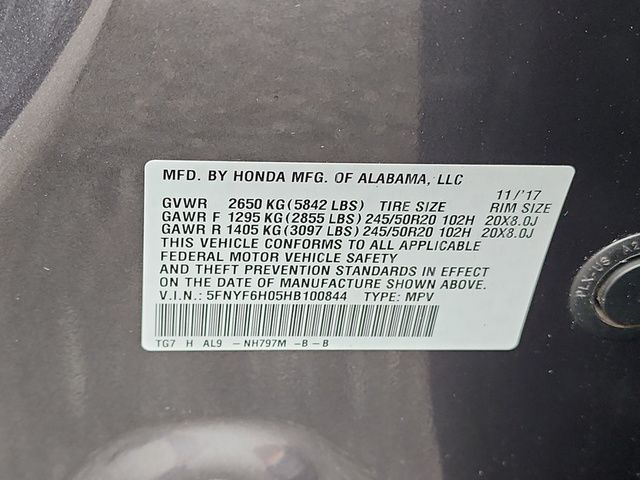 MFD. BY HONDA MFG. OF ALABAMA, LLC
11/'17
GVWR 2650 KG (5842 LBS) TIRE SIZE RIM SIZE
GAWR F 1295 KG (2855 LBS) 245/50R20 102H 20X8.0J
GAWR R 1405 KG (3097 LBS) 245/50R20 102H 20X8.0J
THIS VEHICLE CONFORMS TO ALL APPLICABLE
FEDERAL MOTOR VEHICLE SAFETY
AND THEFT PREVENTION STANDARDS IN EFFECT
ON THE DATE OF MANUFACTURE SHOWN ABOVE.
V.I.N.: 5FNYF6H05HB100844 TYPE: MPV
TG7 H AL9 -NH797M -B-B